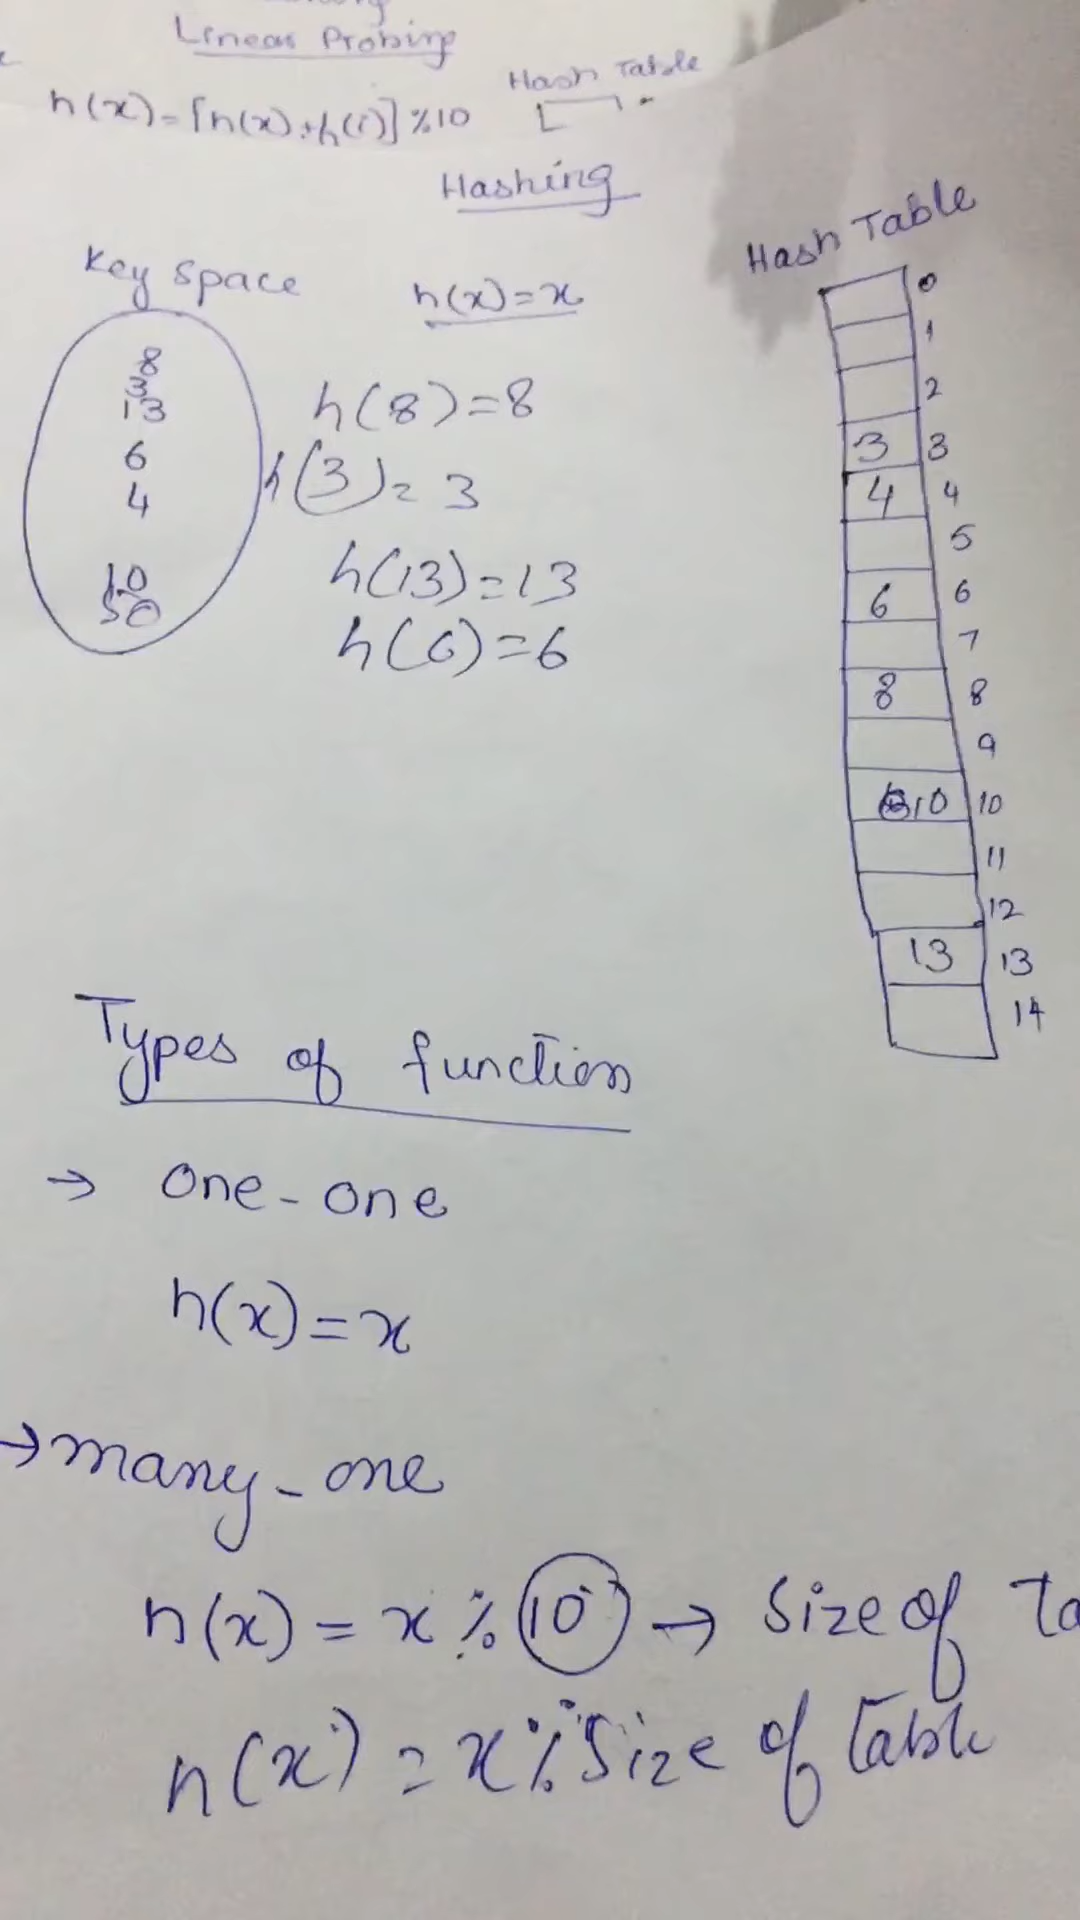 Linear Probing
h(x)=[h(x)+h(i)]%10
Hash Table
Hashing
Key Space
8
3
13
6
4
10
50
h(x)=x
h(8)=8
h(3)=3
h(13)=13
h(6)=6
Hash Table
0
1
2
3 3
4 4
5
6 6
7
8 8
9
10 10
11
12
13 13
14
Types of function
→ One-One
h(x)=x
→ many-one
h(x) = x % 10 → Size of Ta
h(x) = x % Size of Table